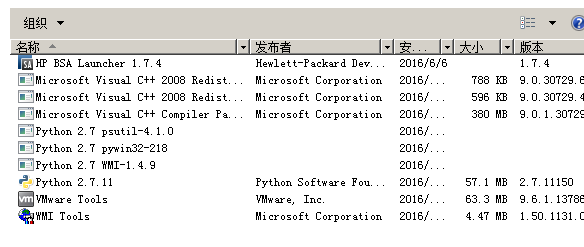 组织
名称 发布者 安... 大小 版本
HP BSA Launcher 1.7.4 Hewlett-Packard Dev... 2016/6/6 1.7.4
Microsoft Visual C++ 2008 Redist... Microsoft Corporation 2016/... 788 KB 9.0.30729.6
Microsoft Visual C++ 2008 Redist... Microsoft Corporation 2016/... 596 KB 9.0.30729.4
Microsoft Visual C++ Compiler Pa... Microsoft Corporation 2016/... 380 MB 9.0.1.30729
Python 2.7 psutil-4.1.0 2016/...
Python 2.7 pywin32-218 2016/...
Python 2.7 WMI-1.4.9 2016/...
Python 2.7.11 Python Software Fou... 2016/... 57.1 MB 2.7.11150
VMware Tools VMware, Inc. 2016/... 63.3 MB 9.6.1.13786
WMI Tools Microsoft Corporation 2016/... 4.47 MB 1.50.1131.0